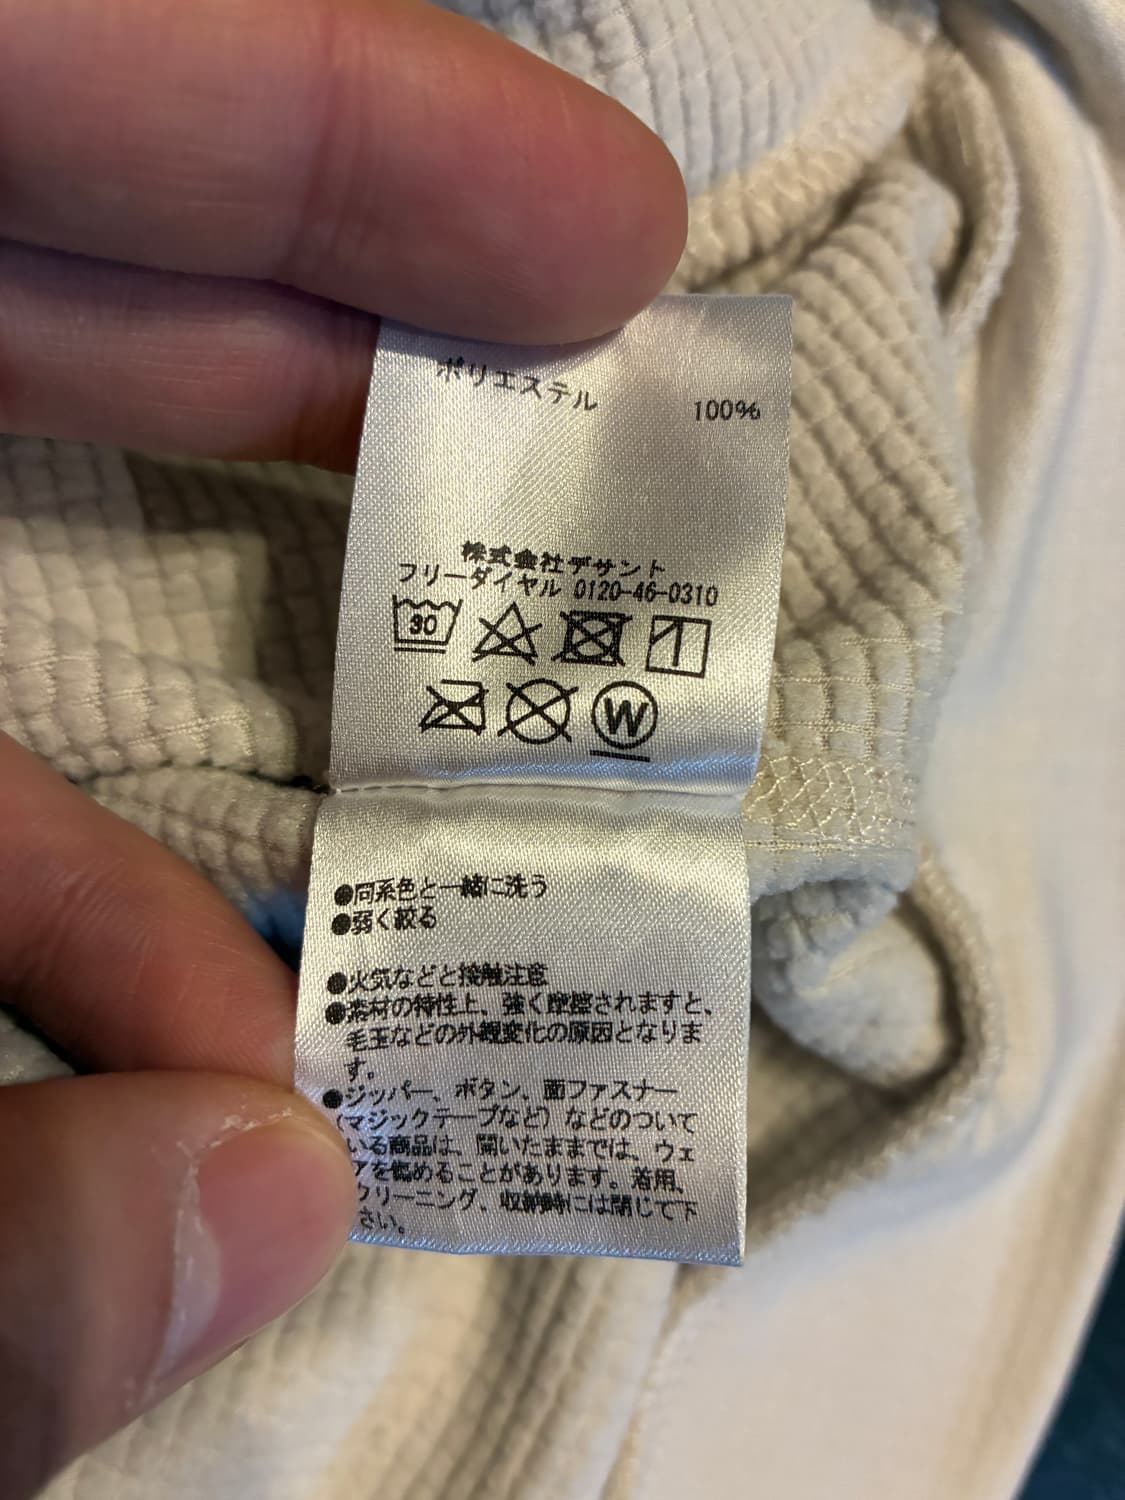 ポリエステル 100%
株式会社デサント
フリーダイヤル 0120-46-0310
30
W
●同系色と一緒に洗う
●弱く絞る
●火気などと接触注意
●素材の特性上、強く摩擦されますと、
毛玉などの外観変化の原因となりま
す。
●ジッパー、ボタン、面ファスナー
(マジックテープなど)などのついて
いる商品は、開いたままでは、ウェ
アを傷めることがあります。着用、
クリーニング、収納時には閉じて下
さい。